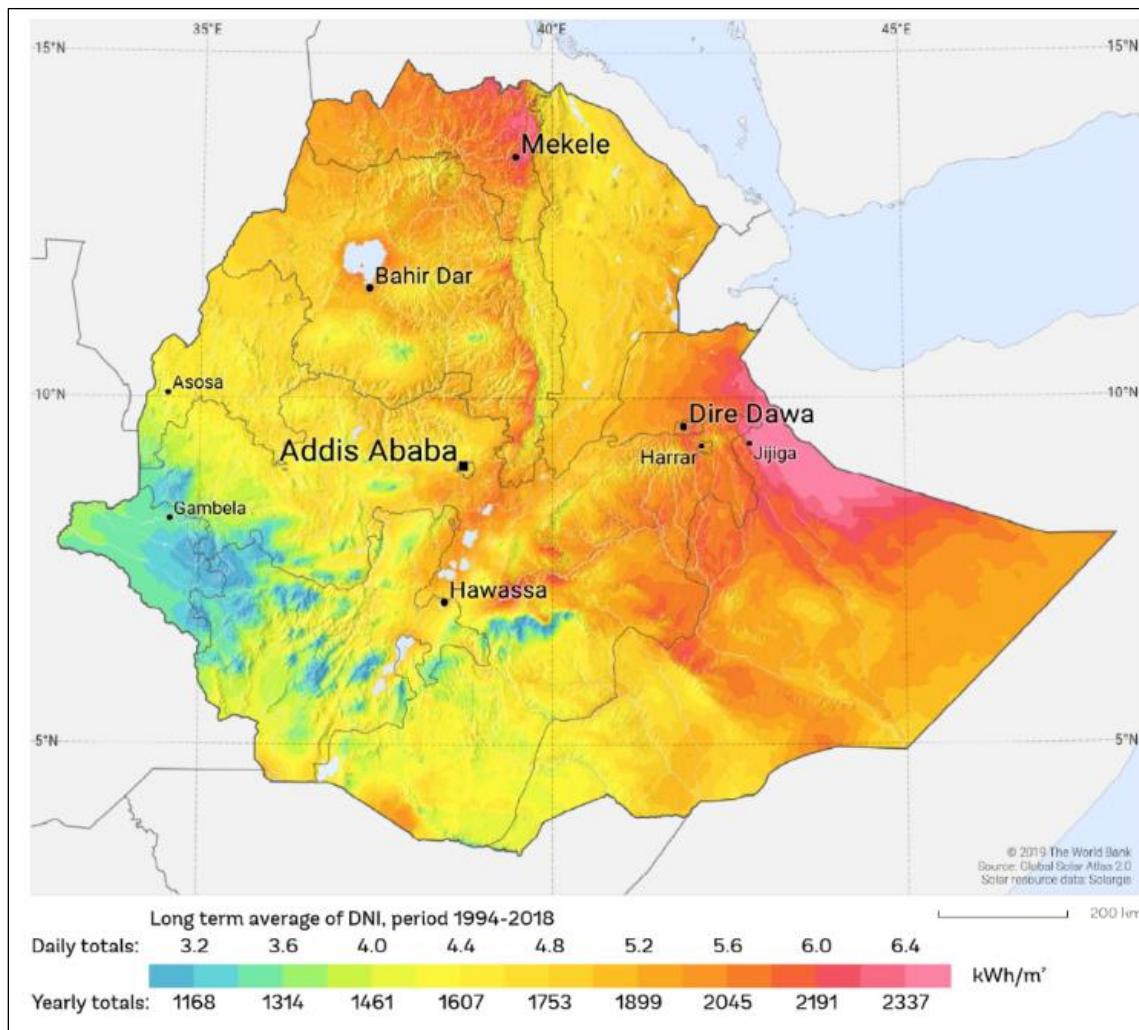 35°E 40°E 45°E
15°N 15°N
Mekele
Bahir Dar
Asosa
10°N 10°N
Dire Dawa
Addis Ababa
Harrar Jijiga
Gambela
Hawassa
5°N 5°N
© 2019 The World Bank
Source: Global Solar Atlas 2.0
Solar resource data: Solargis
Long term average of DNI, period 1994-2018
200 km
Daily totals: 3.2 3.6 4.0 4.4 4.8 5.2 5.6 6.0 6.4
kWh/m²
Yearly totals: 1168 1314 1461 1607 1753 1899 2045 2191 2337